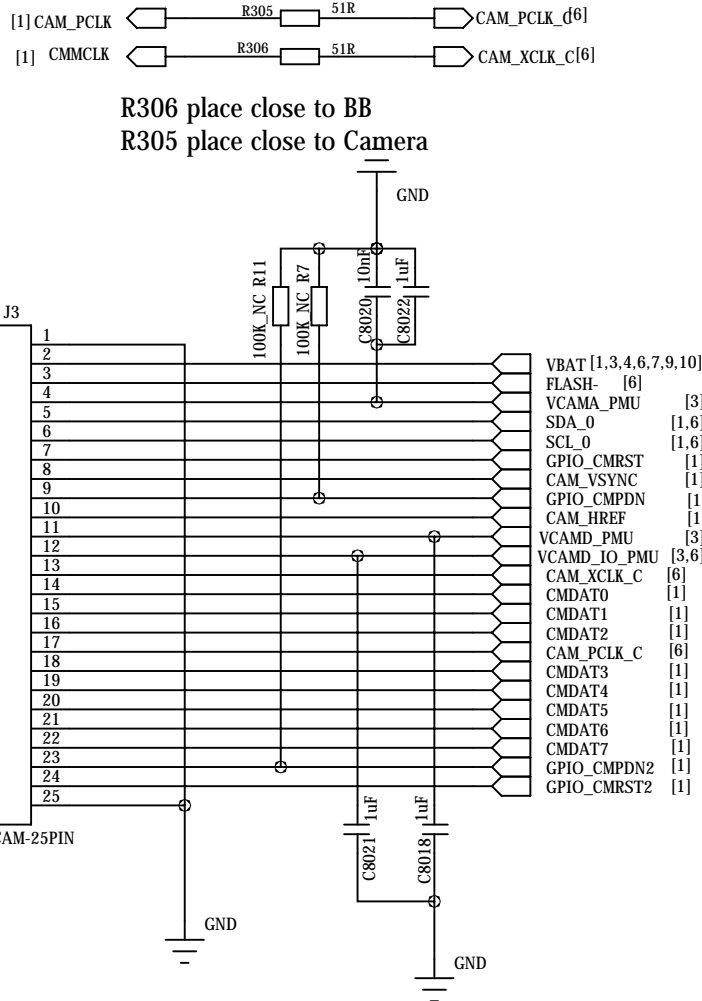 [1] CAM_PCLK R305 51R CAM_PCLK_C[6]
[1] CMMCLK R306 51R CAM_XCLK_C[6]
R306 place close to BB
R305 place close to Camera
GND
100K_NC R11
100K_NC R7
C8020 10nF
C8022 1uF
J3
1
2 VBAT [1,3,4,6,7,9,10]
3 FLASH- [6]
4 VCAMA_PMU [3]
5 SDA_0 [1,6]
6 SCL_0 [1,6]
7 GPIO_CMRST [1]
8 CAM_VSYNC [1]
9 GPIO_CMPDN [1
10 CAM_HREF [1
11 VCAMD_PMU [3]
12 VCAMD_IO_PMU [3,6]
13 CAM_XCLK_C [6]
14 CMDAT0 [1]
15 CMDAT1 [1]
16 CMDAT2 [1]
17 CAM_PCLK_C [6]
18 CMDAT3 [1]
19 CMDAT4 [1]
20 CMDAT5 [1]
21 CMDAT6 [1]
22 CMDAT7 [1]
23 GPIO_CMPDN2 [1]
24 GPIO_CMRST2 [1]
25
CAM-25PIN
C8021 1uF
C8018 1uF
GND
GND